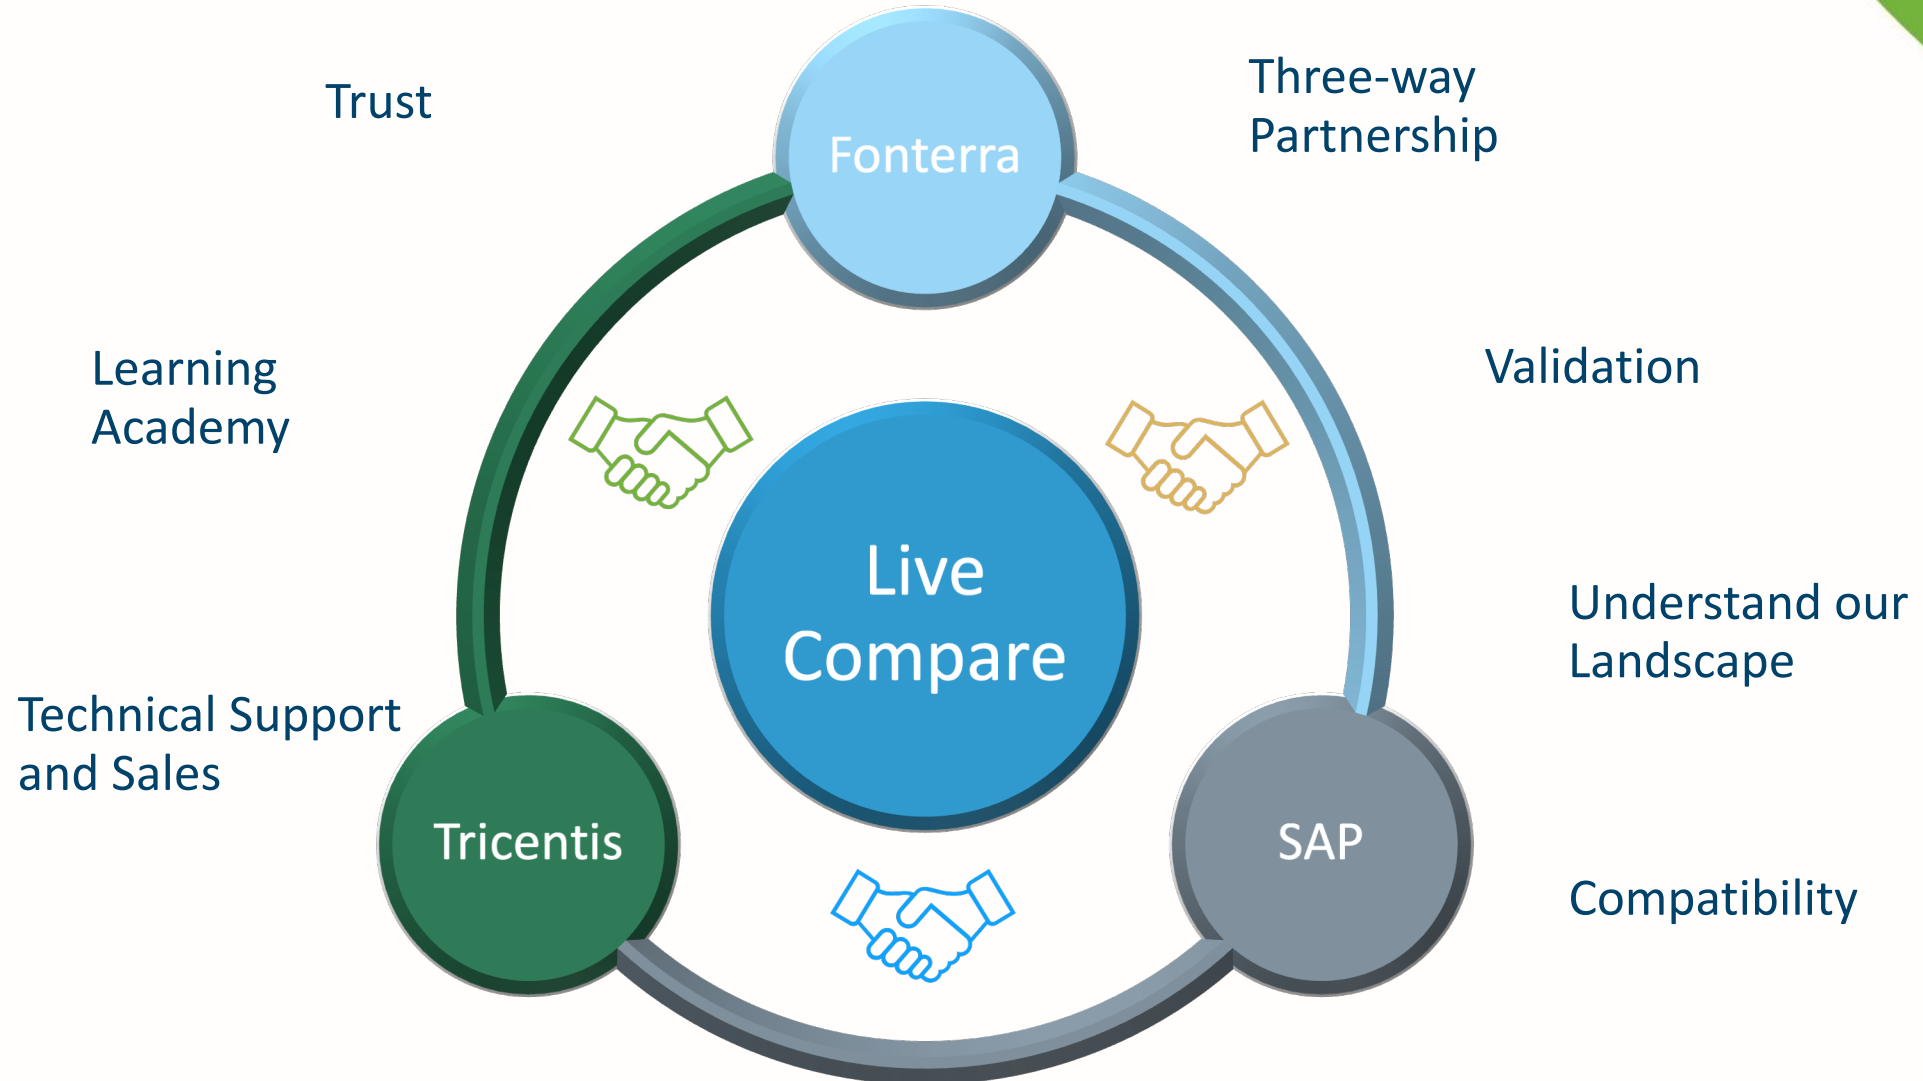 Trust
Fonterra
Three-way
Partnership
Learning
Academy
Validation
Live
Compare
Understand our
Landscape
Technical Support
and Sales
Tricentis
SAP
Compatibility